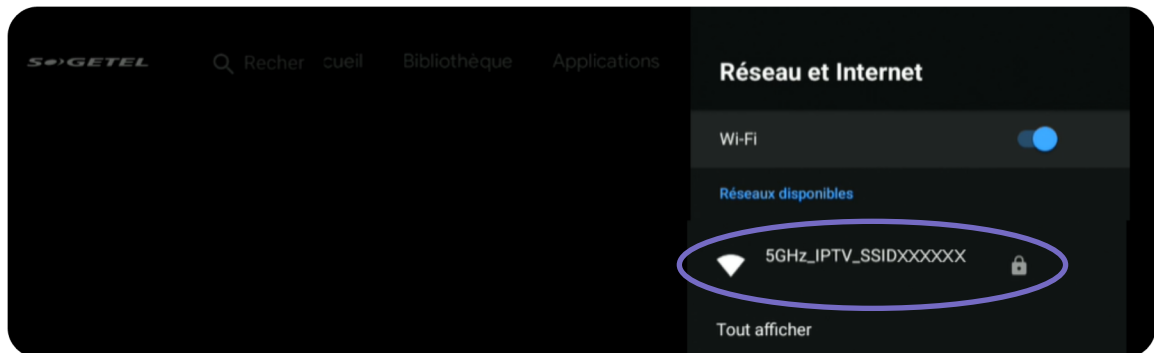 SOGETEL
Recher cueil Bibliothèque Applications
Réseau et Internet
Wi-Fi
Réseaux disponibles
5GHz_IPTV_SSIDXXXXXX
Tout afficher